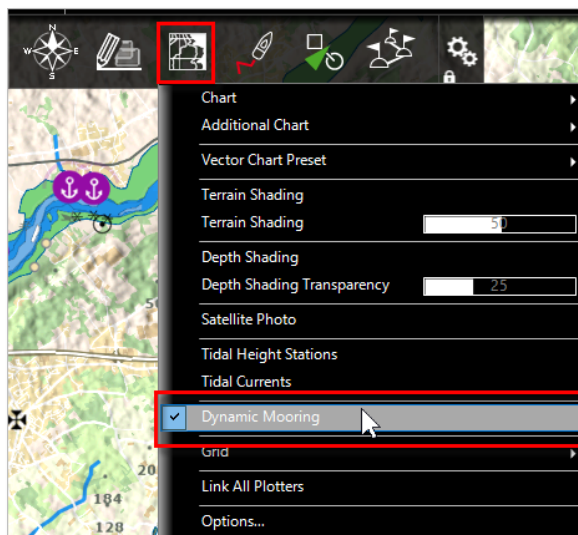 N
W E
S
Chart
Additional Chart
Vector Chart Preset
Terrain Shading
Terrain Shading 50
Depth Shading
Depth Shading Transparency 25
Satellite Photo
Tidal Height Stations
Tidal Currents
Dynamic Mooring
Grid
Link All Plotters
Options...
20
184
128